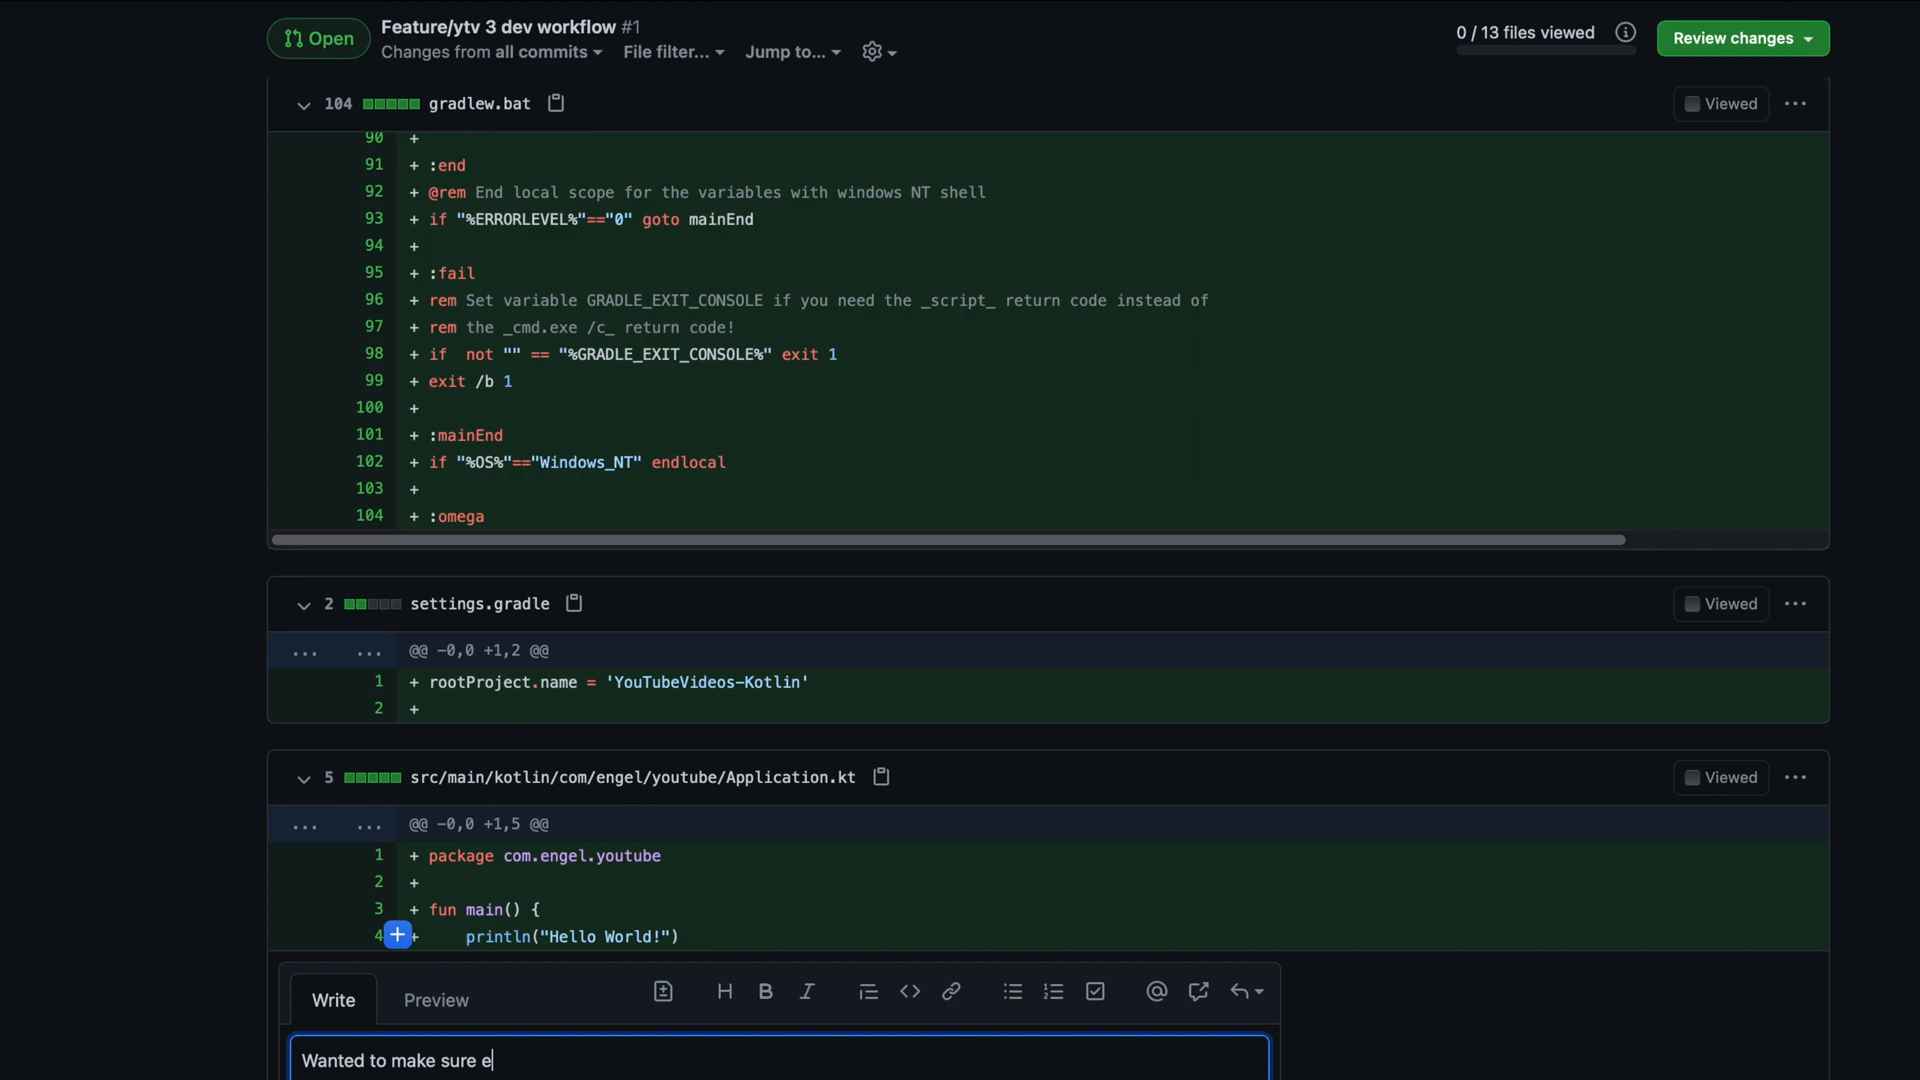 Open
Feature/ytv 3 dev workflow #1
Changes from all commits File filter... Jump to...
0 / 13 files viewed
Review changes
104 gradlew.bat Viewed
90 +
91 + :end
92 + @rem End local scope for the variables with windows NT shell
93 + if "%ERRORLEVEL%"=="0" goto mainEnd
94 +
95 + :fail
96 + rem Set variable GRADLE_EXIT_CONSOLE if you need the _script_ return code instead of
97 + rem the _cmd.exe /c_ return code!
98 + if  not "" == "%GRADLE_EXIT_CONSOLE%" exit 1
99 + exit /b 1
100 +
101 + :mainEnd
102 + if "%OS%"=="Windows_NT" endlocal
103 +
104 + :omega
2 settings.gradle Viewed
... ... @@ -0,0 +1,2 @@
1 + rootProject.name = 'YouTubeVideos-Kotlin'
2 +
5 src/main/kotlin/com/engel/youtube/Application.kt Viewed
... ... @@ -0,0 +1,5 @@
1 + package com.engel.youtube
2 +
3 + fun main() {
4 +     println("Hello World!")
Write Preview
Wanted to make sure e